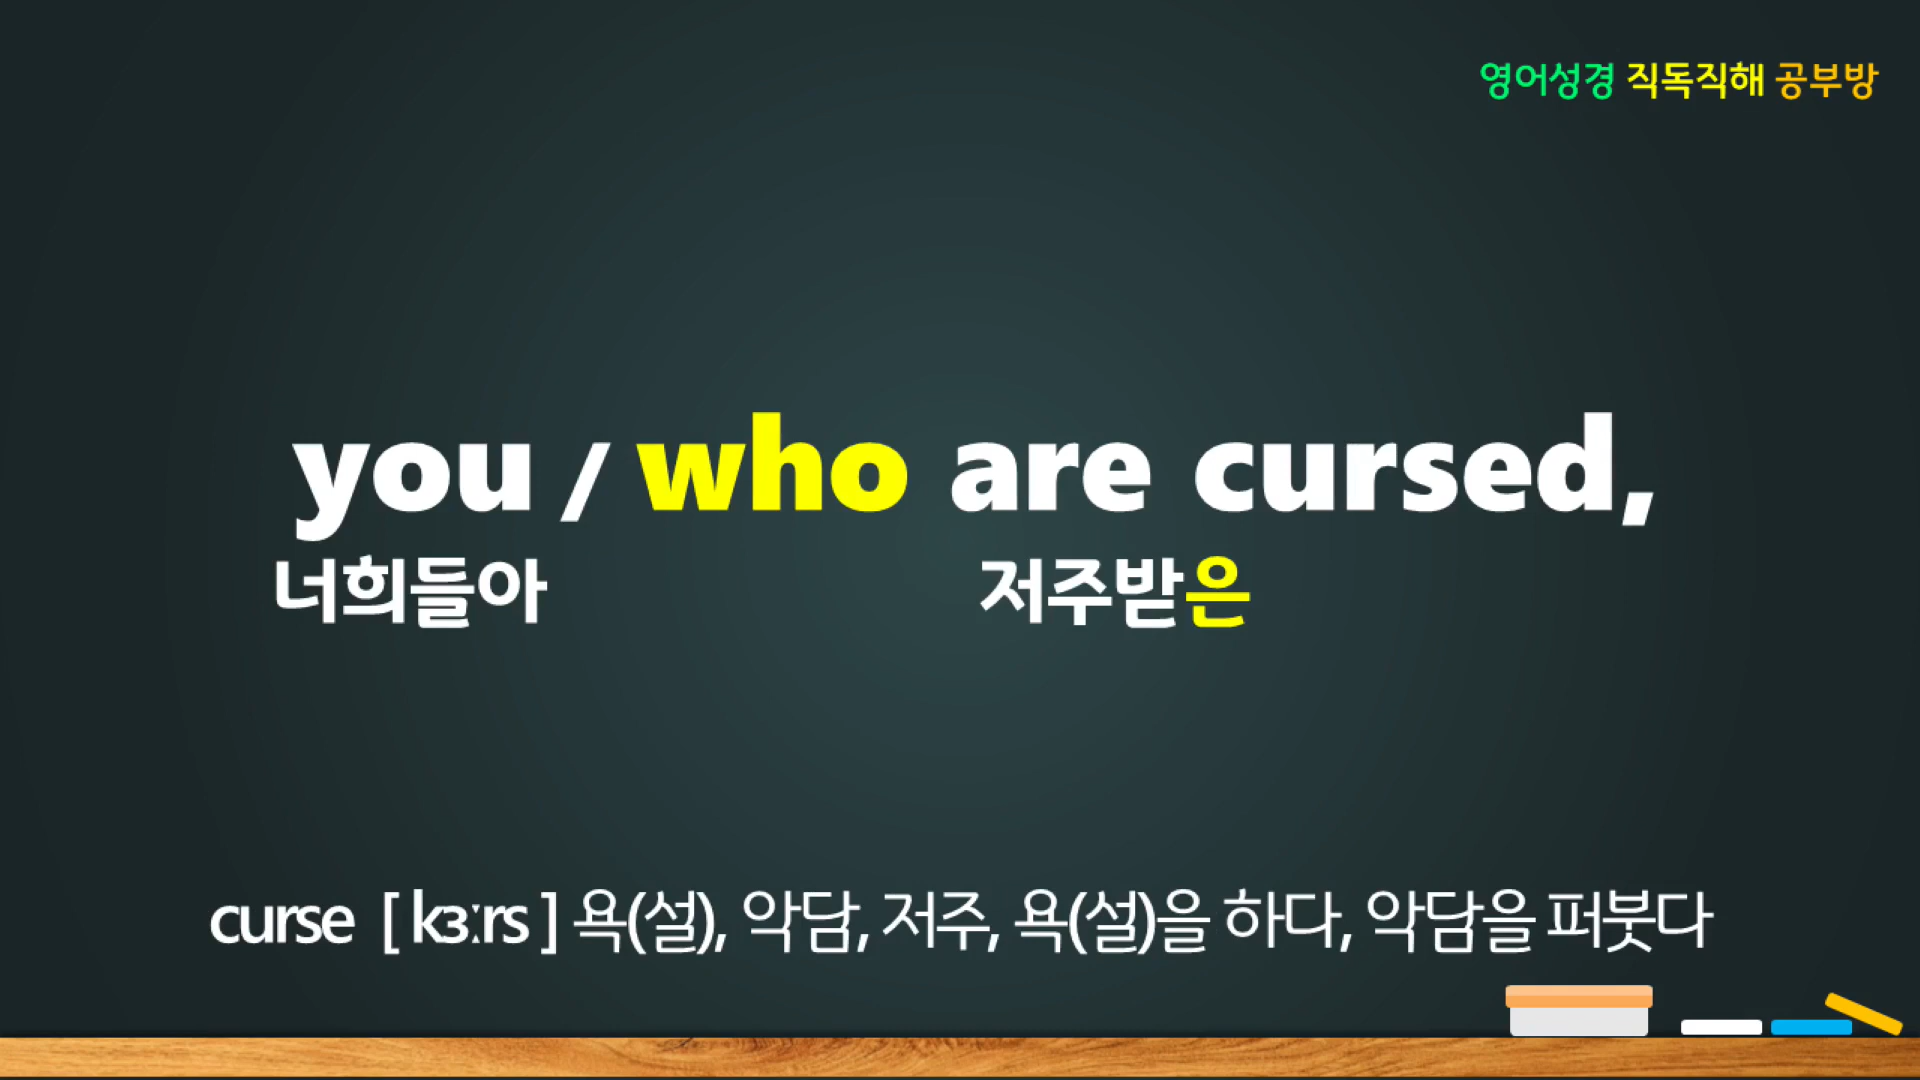 영어성경 직독직해 공부방
you / who are cursed,
너희들아 저주받은
curse [ kɜːrs ] 욕(설), 악담, 저주, 욕(설)을 하다, 악담을 퍼붓다